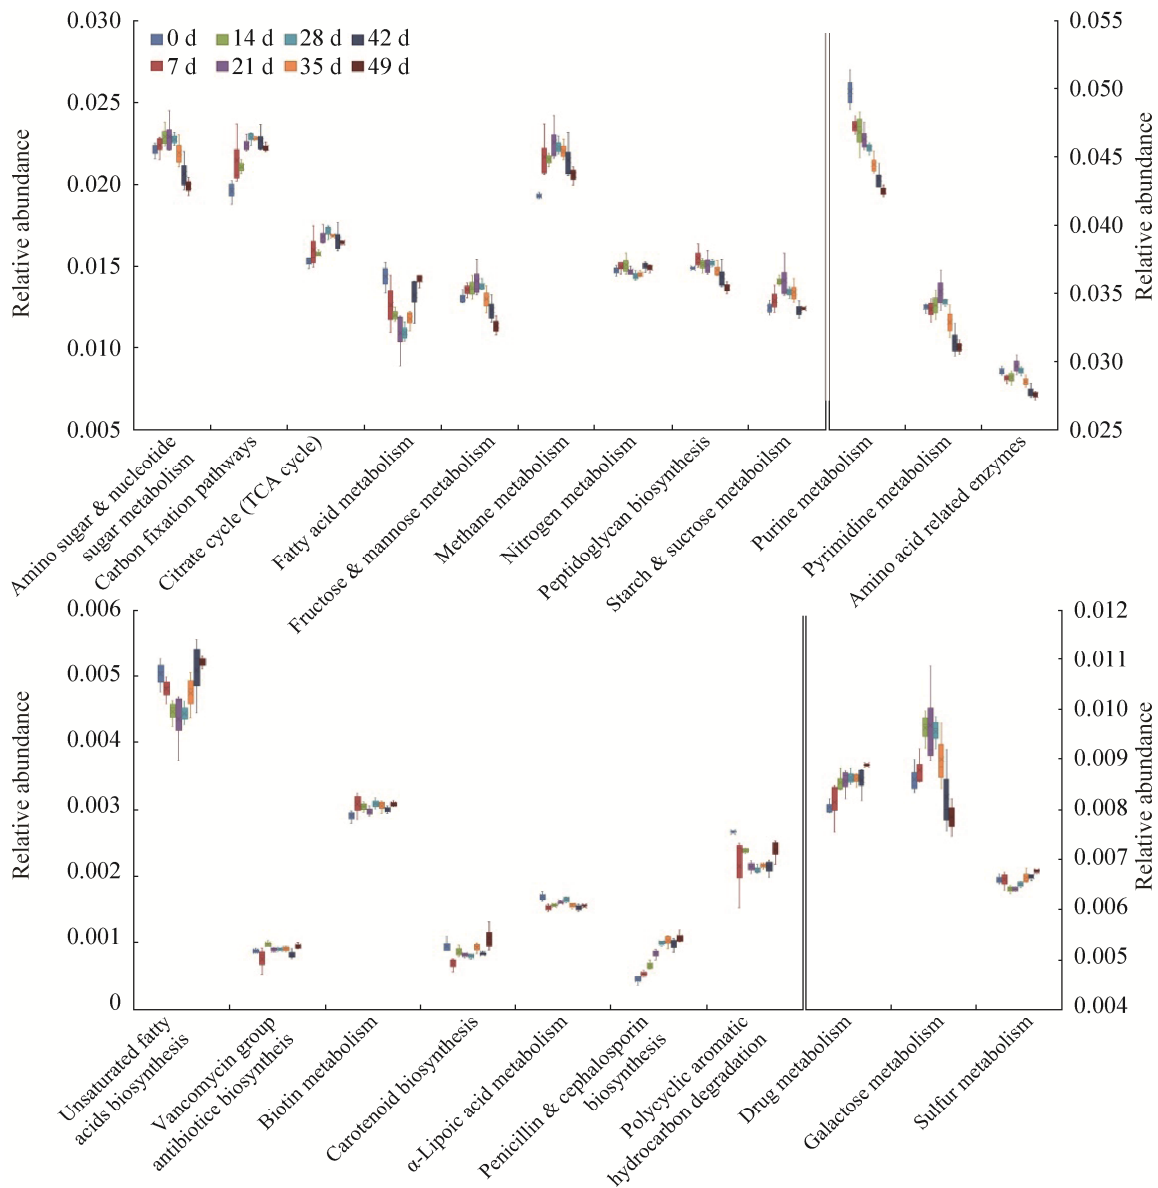 0.030
0.025
0.020
0.015
0.010
0.005
Relative abundance
0 d
14 d
28 d
42 d
7 d
21 d
35 d
49 d
0.055
0.050
0.045
0.040
0.035
0.030
0.025
Relative abundance
Amino sugar & nucleotide
sugar metabolism
Carbon fixation pathways
Citrate cycle (TCA cycle)
Fatty acid metabolism
Fructose & mannose metabolism
Methane metabolism
Nitrogen metabolism
Peptidoglycan biosynthesis
Starch & sucrose metaboilsm
Purine metabolism
Pyrimidine metabolism
Amino acid related enzymes
0.006
0.005
0.004
0.003
0.002
0.001
0
Relative abundance
0.012
0.011
0.010
0.009
0.008
0.007
0.006
0.005
0.004
Relative abundance
Unsaturated fatty
acids biosynthesis
Vancomycin group
antibiotice biosyntheis
Biotin metabolism
Carotenoid biosynthesis
α-Lipoic acid metabolism
Penicillin & cephalosporin
biosynthesis
Polycyclic aromatic
hydrocarbon degradation
Drug metabolism
Galactose metabolism
Sulfur metabolism